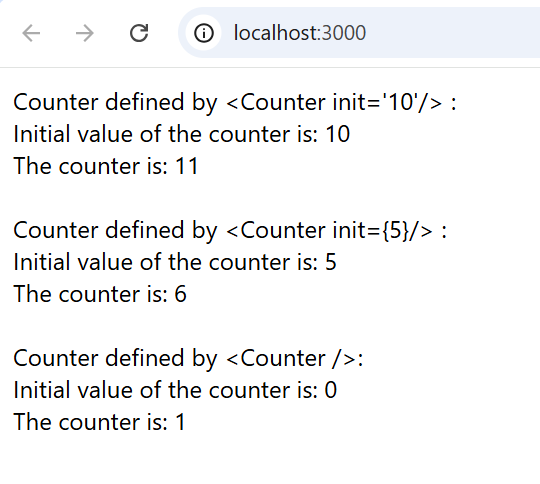 localhost:3000
Counter defined by <Counter init='10'/> :
Initial value of the counter is: 10
The counter is: 11
Counter defined by <Counter init={5}/> :
Initial value of the counter is: 5
The counter is: 6
Counter defined by <Counter />:
Initial value of the counter is: 0
The counter is: 1